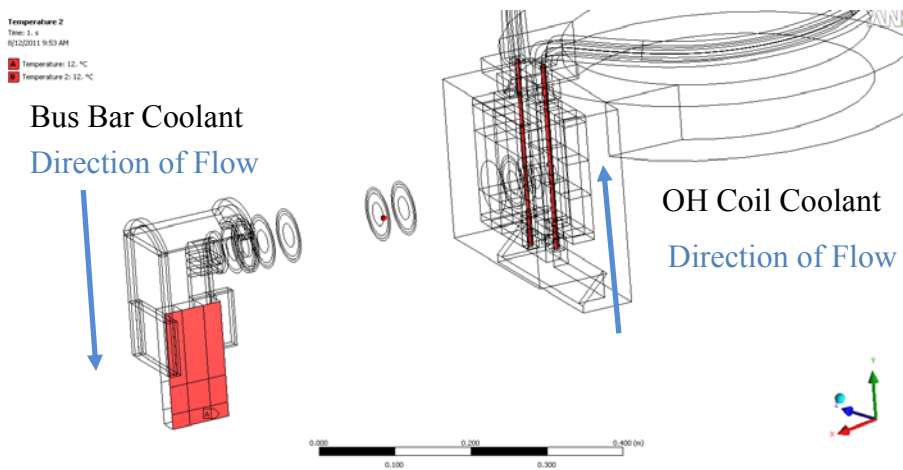 Temperature 2
Time: 1. s
8/12/2011 9:53 AM
A Temperature: 12. °C
B Temperature 2: 12. °C
Bus Bar Coolant
Direction of Flow
OH Coil Coolant
Direction of Flow
A
Y
Z
X
0.000 0.200 0.400 (m)
0.100 0.300